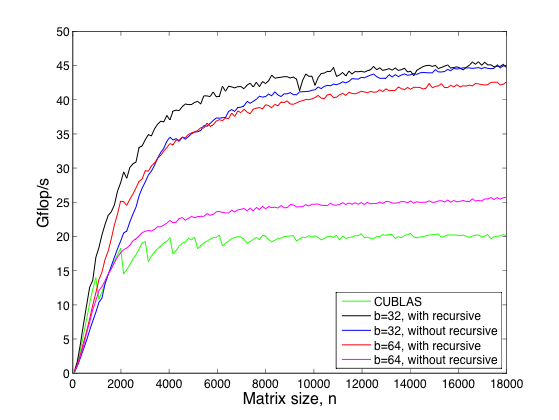 50
45
40
35
30
25
20
15
10
5
0
Gflop/s
0 2000 4000 6000 8000 10000 12000 14000 16000 18000
Matrix size, n
CUBLAS
b=32, with recursive
b=32, without recursive
b=64, with recursive
b=64, without recursive